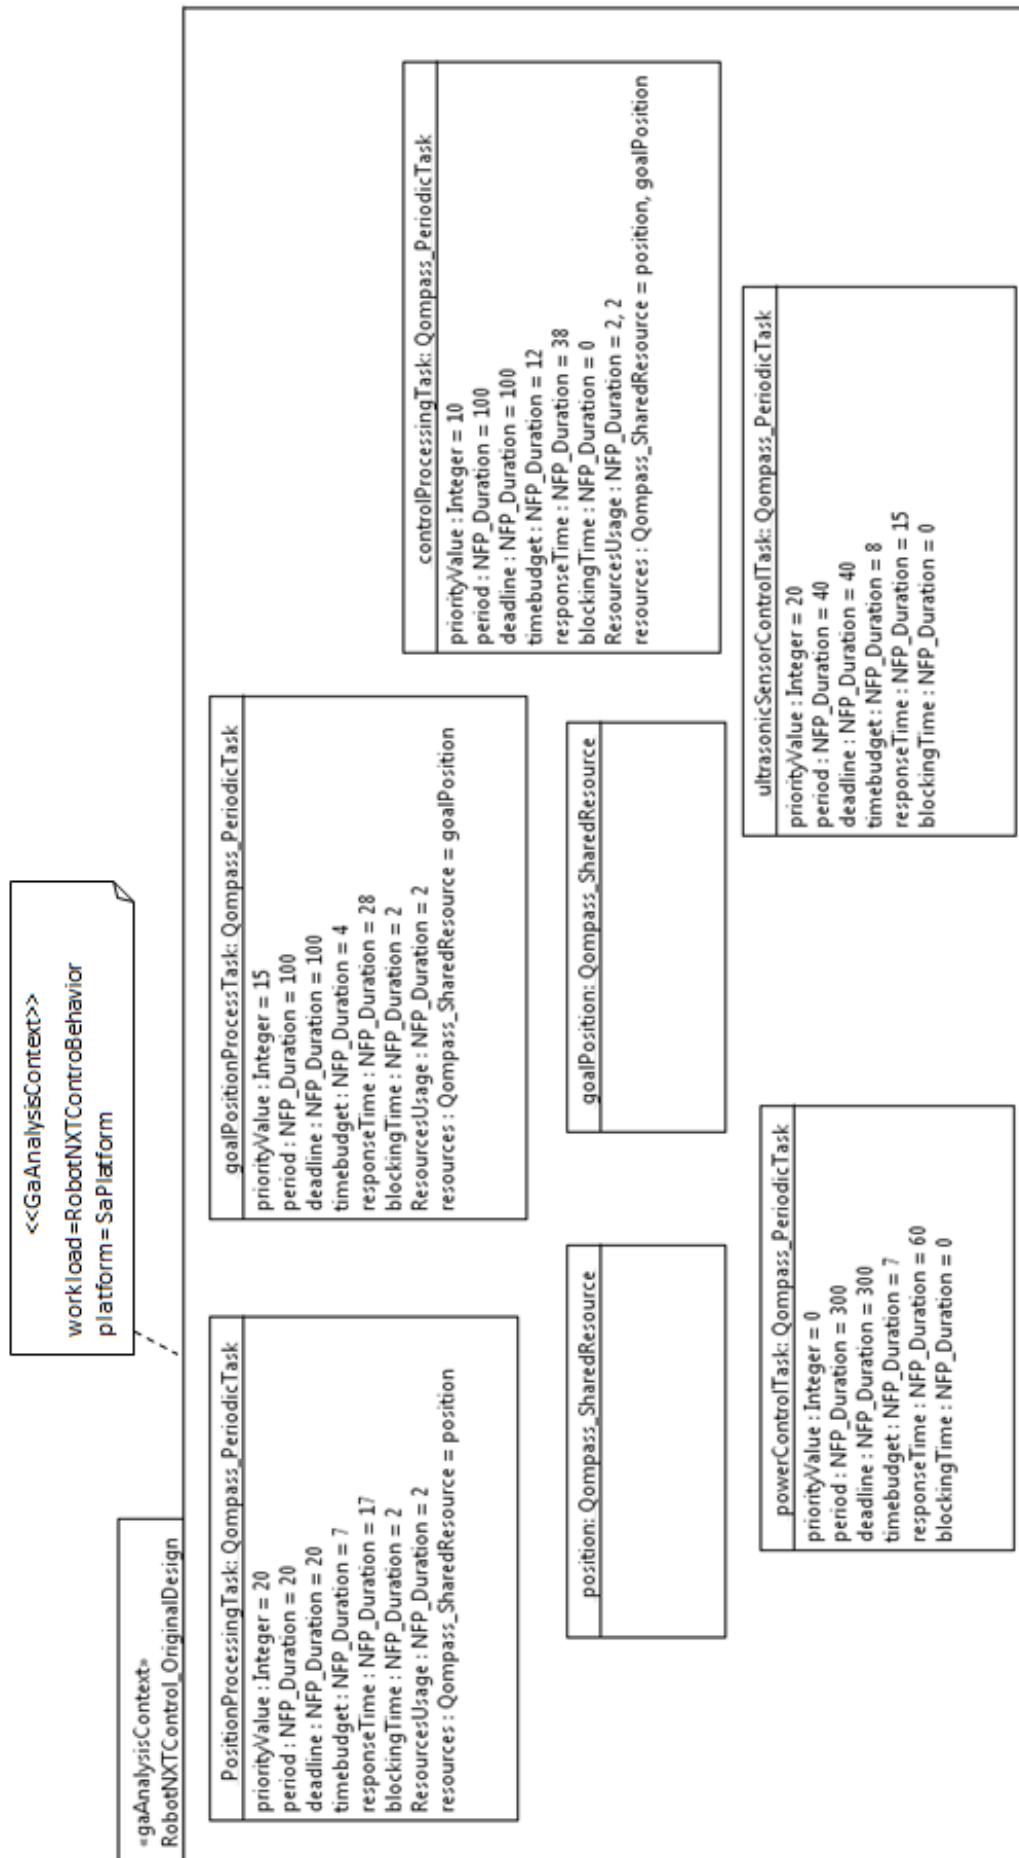 <<GaAnalysisContext>>
workload=RobotNXTControBehavior
platform=SaPlatform
«gaAnalysisContext»
RobotNXTControl_OriginalDesign
PositionProcessingTask: Qompass_PeriodicTask
priorityValue : Integer = 20
period : NFP_Duration = 20
deadline : NFP_Duration = 20
timebudget : NFP_Duration = 7
responseTime : NFP_Duration = 17
blockingTime : NFP_Duration = 2
ResourcesUsage : NFP_Duration = 2
resources : Qompass_SharedResource = position
goalPositionProcessTask: Qompass_PeriodicTask
priorityValue : Integer = 15
period : NFP_Duration = 100
deadline : NFP_Duration = 100
timebudget : NFP_Duration = 4
responseTime : NFP_Duration = 28
blockingTime : NFP_Duration = 2
ResourcesUsage : NFP_Duration = 2
resources : Qompass_SharedResource = goalPosition
controlProcessingTask: Qompass_PeriodicTask
priorityValue : Integer = 10
period : NFP_Duration = 100
deadline : NFP_Duration = 100
timebudget : NFP_Duration = 12
responseTime : NFP_Duration = 38
blockingTime : NFP_Duration = 0
ResourcesUsage : NFP_Duration = 2, 2
resources : Qompass_SharedResource = position, goalPosition
position: Qompass_SharedResource
goalPosition: Qompass_SharedResource
powerControlTask: Qompass_PeriodicTask
priorityValue : Integer = 0
period : NFP_Duration = 300
deadline : NFP_Duration = 300
timebudget : NFP_Duration = 7
responseTime : NFP_Duration = 60
blockingTime : NFP_Duration = 0
ultrasonicSensorControlTask: Qompass_PeriodicTask
priorityValue : Integer = 20
period : NFP_Duration = 40
deadline : NFP_Duration = 40
timebudget : NFP_Duration = 8
responseTime : NFP_Duration = 15
blockingTime : NFP_Duration = 0